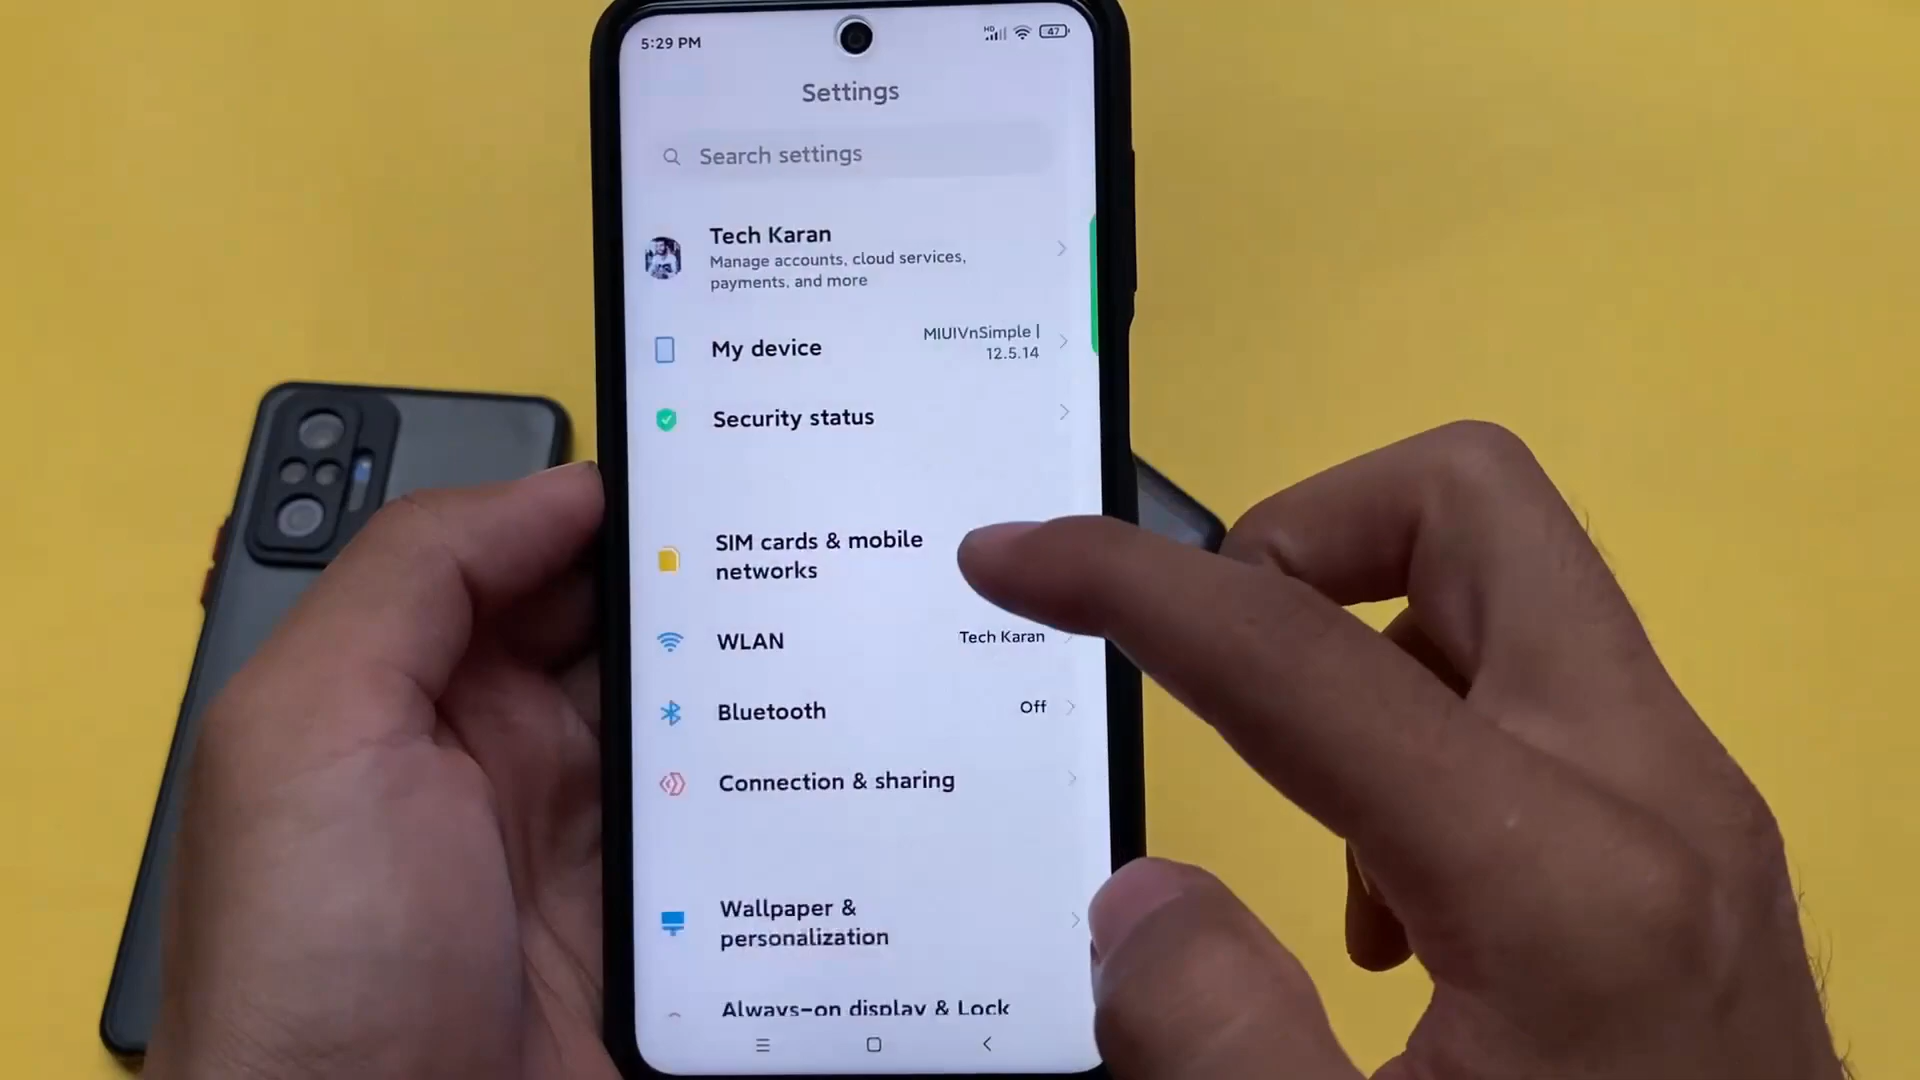 5:29 PM
HD
47
Settings
Search settings
Tech Karan
Manage accounts, cloud services,
payments, and more
My device
MIUIVnSimple |
12.5.14
Security status
SIM cards & mobile
networks
WLAN
Tech Karan
Bluetooth
Off
Connection & sharing
Wallpaper &
personalization
Always-on display & Lock